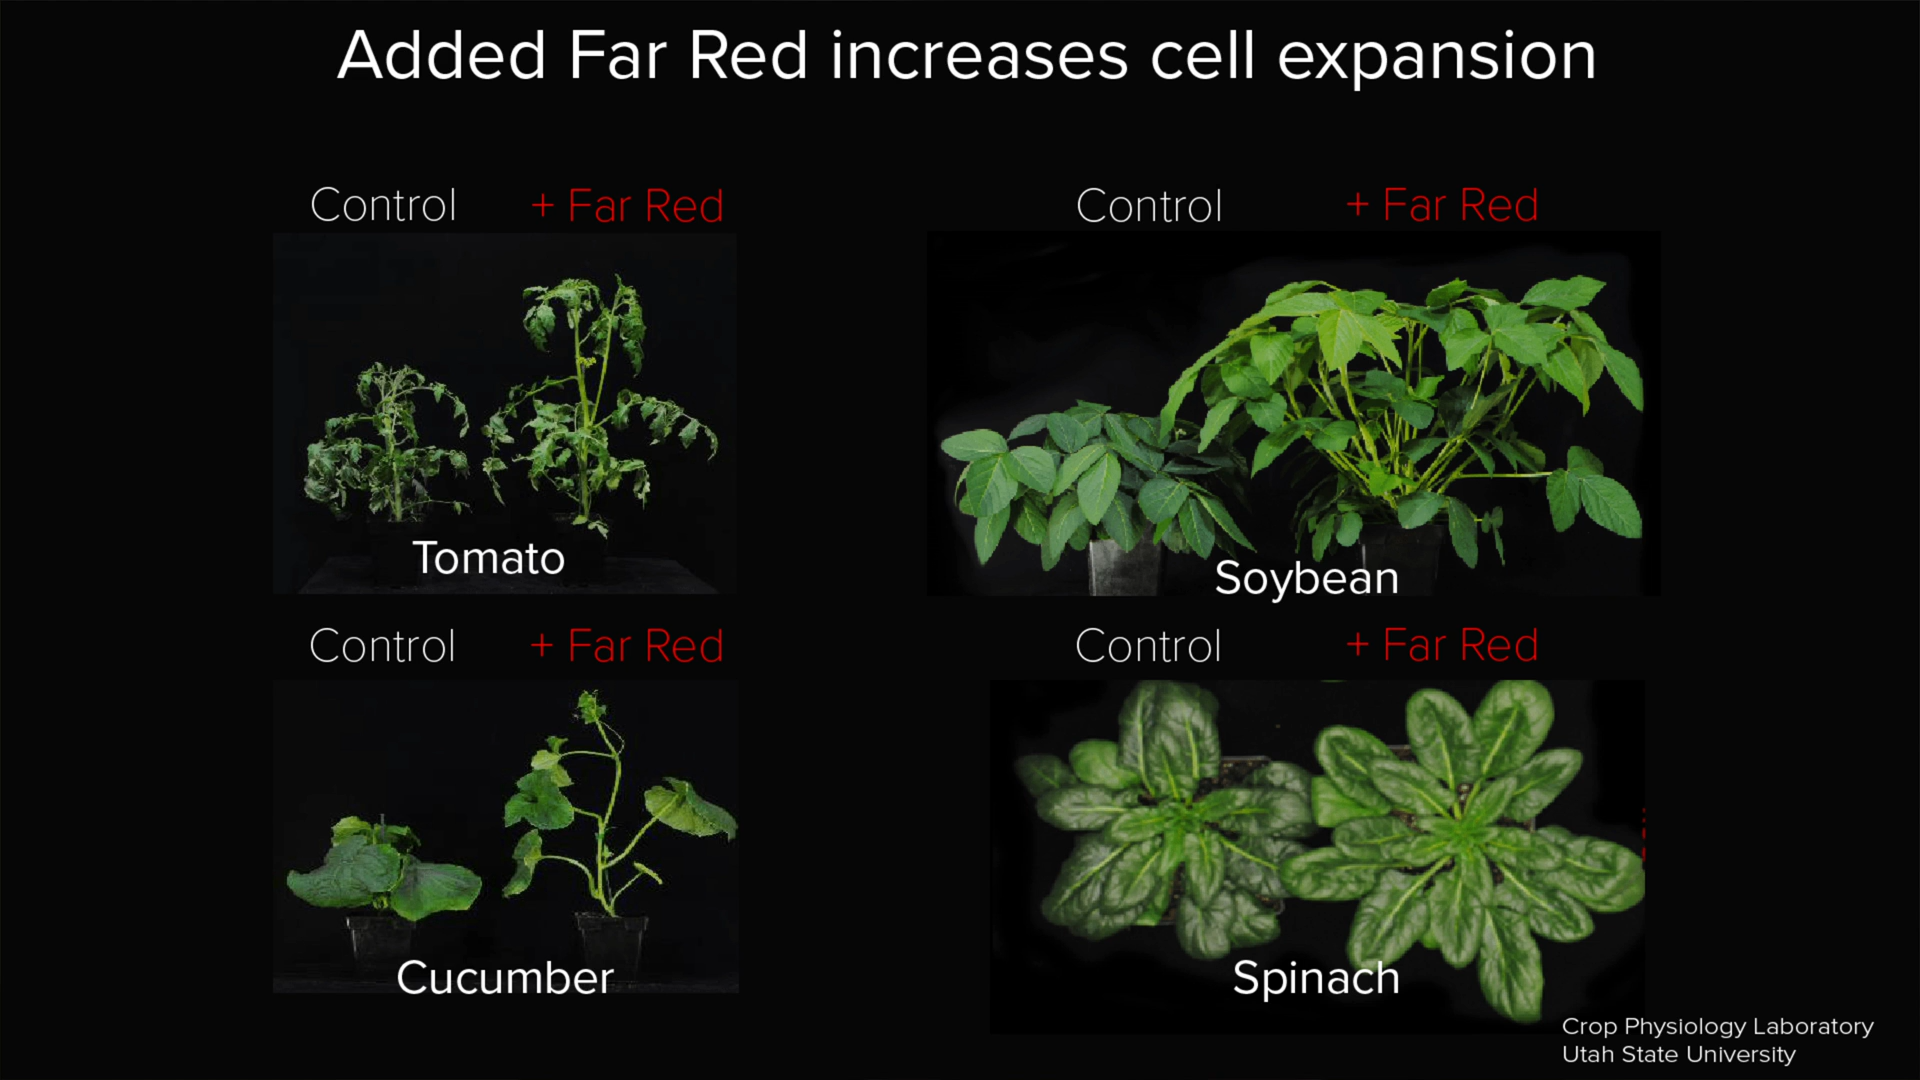 Added Far Red increases cell expansion
Control + Far Red
Control + Far Red
Tomato
Soybean
Control + Far Red
Control + Far Red
Cucumber
Spinach
Crop Physiology Laboratory
Utah State University